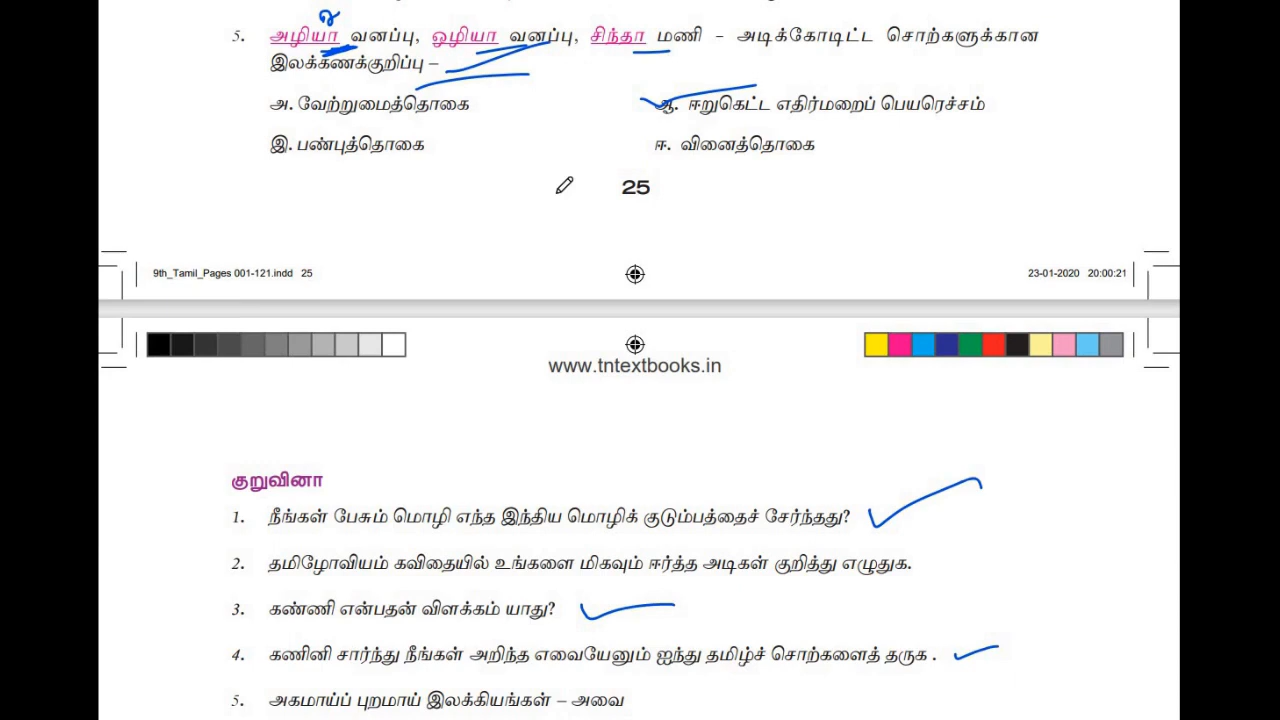 5. அழியா வனப்பு, ஒழியா வனப்பு, சிந்தா மணி – அடிக்கோடிட்ட சொற்களுக்கான
இலக்கணக்குறிப்பு –
அ. வேற்றுமைத்தொகை ஆ. ஈறுகெட்ட எதிர்மறைப் பெயரெச்சம்
இ. பண்புத்தொகை ஈ. வினைத்தொகை
25
9th_Tamil_Pages 001-121.indd 25 23-01-2020 20:00:21
www.tntextbooks.in
குறுவினா
1. நீங்கள் பேசும் மொழி எந்த இந்திய மொழிக் குடும்பத்தைச் சேர்ந்தது?
2. தமிழோவியம் கவிதையில் உங்களை மிகவும் ஈர்த்த அடிகள் குறித்து எழுதுக.
3. கண்ணி என்பதன் விளக்கம் யாது?
4. கணினி சார்ந்து நீங்கள் அறிந்த எவையேனும் ஐந்து தமிழ்ச் சொற்களைத் தருக .
5. அகமாய்ப் புறமாய் இலக்கியங்கள் – அவை